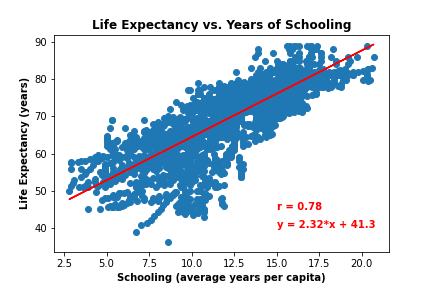 Life Expectancy vs. Years of Schooling
Life Expectancy (years)
90
80
70
60
50
40
r = 0.78
y = 2.32*x + 41.3
2.5 5.0 7.5 10.0 12.5 15.0 17.5 20.0
Schooling (average years per capita)